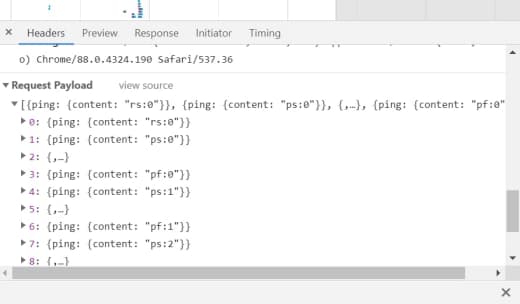 Headers Preview Response Initiator Timing
o) Chrome/88.0.4324.190 Safari/537.36
Request Payload view source
[{ping: {content: "rs:0"}}, {ping: {content: "ps:0"}}, {,…}, {ping: {content: "pf:0"
0: {ping: {content: "rs:0"}}
1: {ping: {content: "ps:0"}}
2: {,…}
3: {ping: {content: "pf:0"}}
4: {ping: {content: "ps:1"}}
5: {,…}
6: {ping: {content: "pf:1"}}
7: {ping: {content: "ps:2"}}
8: {,…}